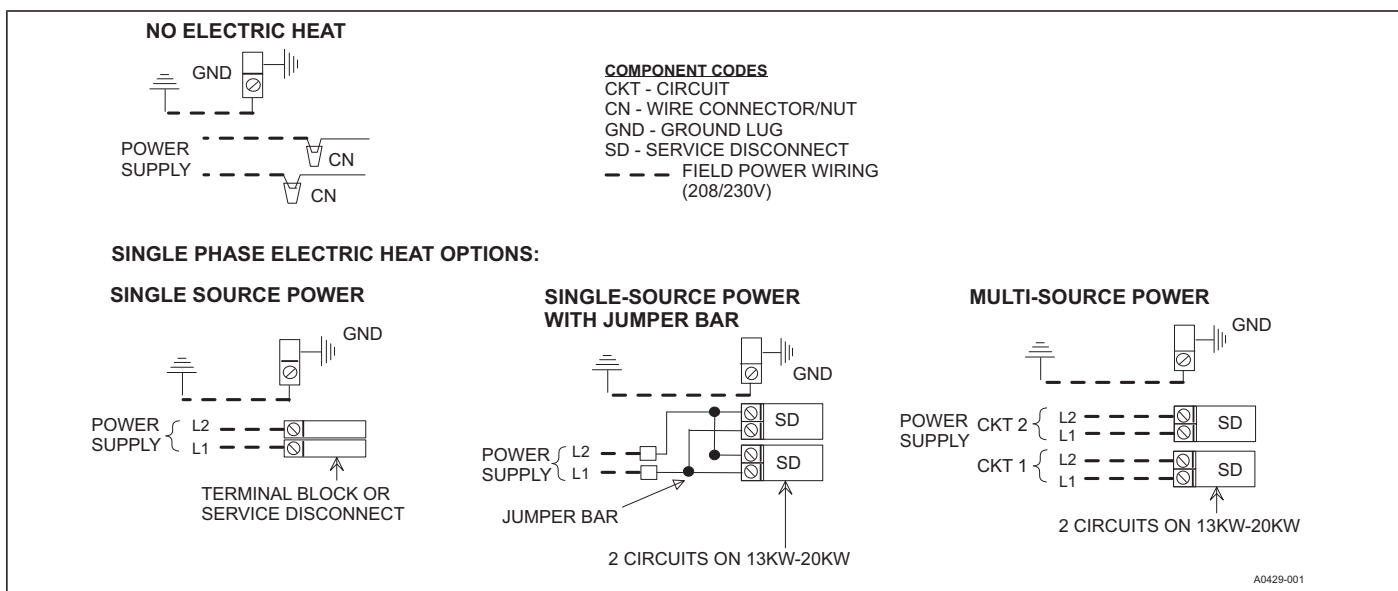 NO ELECTRIC HEAT
GND
POWER
SUPPLY
CN
CN
COMPONENT CODES
CKT - CIRCUIT
CN - WIRE CONNECTOR/NUT
GND - GROUND LUG
SD - SERVICE DISCONNECT
FIELD POWER WIRING
(208/230V)
SINGLE PHASE ELECTRIC HEAT OPTIONS:
SINGLE SOURCE POWER
GND
POWER
SUPPLY
L2
L1
TERMINAL BLOCK OR
SERVICE DISCONNECT
SINGLE-SOURCE POWER
WITH JUMPER BAR
GND
SD
POWER
SUPPLY
L2
L1
SD
JUMPER BAR
2 CIRCUITS ON 13KW-20KW
MULTI-SOURCE POWER
GND
POWER
SUPPLY
CKT 2
L2
L1
SD
CKT 1
L2
L1
SD
2 CIRCUITS ON 13KW-20KW
A0429-001